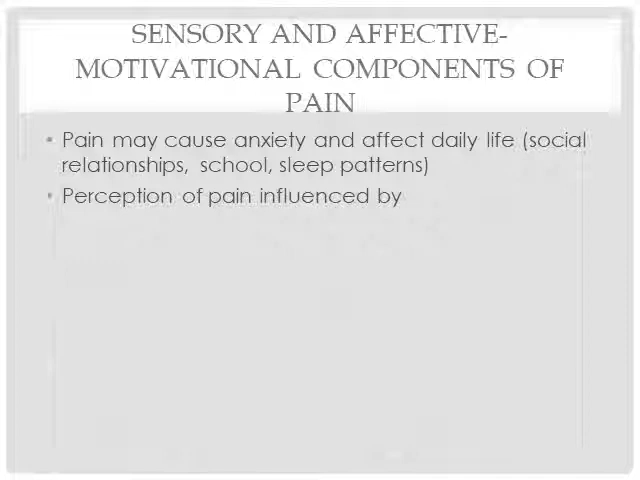 SENSORY AND AFFECTIVE-
MOTIVATIONAL COMPONENTS OF
PAIN
• Pain may cause anxiety and affect daily life (social
relationships, school, sleep patterns)
• Perception of pain influenced by